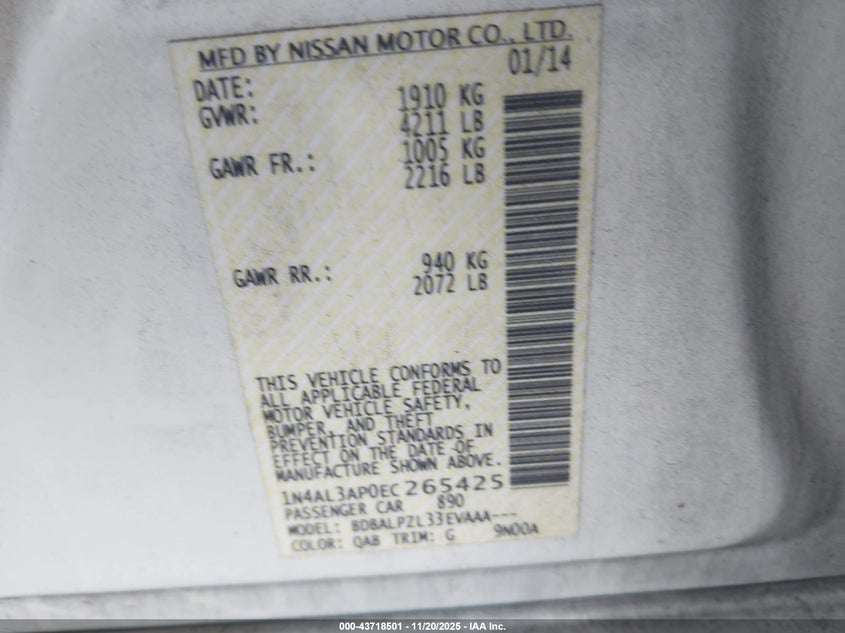 MFD BY NISSAN MOTOR CO., LTD.
DATE: 01/14
GVWR: 1910 KG
4211 LB
GAWR FR.: 1005 KG
2216 LB
GAWR RR.: 940 KG
2072 LB
THIS VEHICLE CONFORMS TO
ALL APPLICABLE FEDERAL
MOTOR VEHICLE SAFETY,
BUMPER, AND THEFT
PREVENTION STANDARDS IN
EFFECT ON THE DATE OF
MANUFACTURE SHOWN ABOVE.
1N4AL3AP0EC265425
PASSENGER CAR 890
MODEL: BDBALPZL33EVAAA---
COLOR: QAB TRIM: G 9N00A
000-43718501 - 11/20/2025 - IAA Inc.